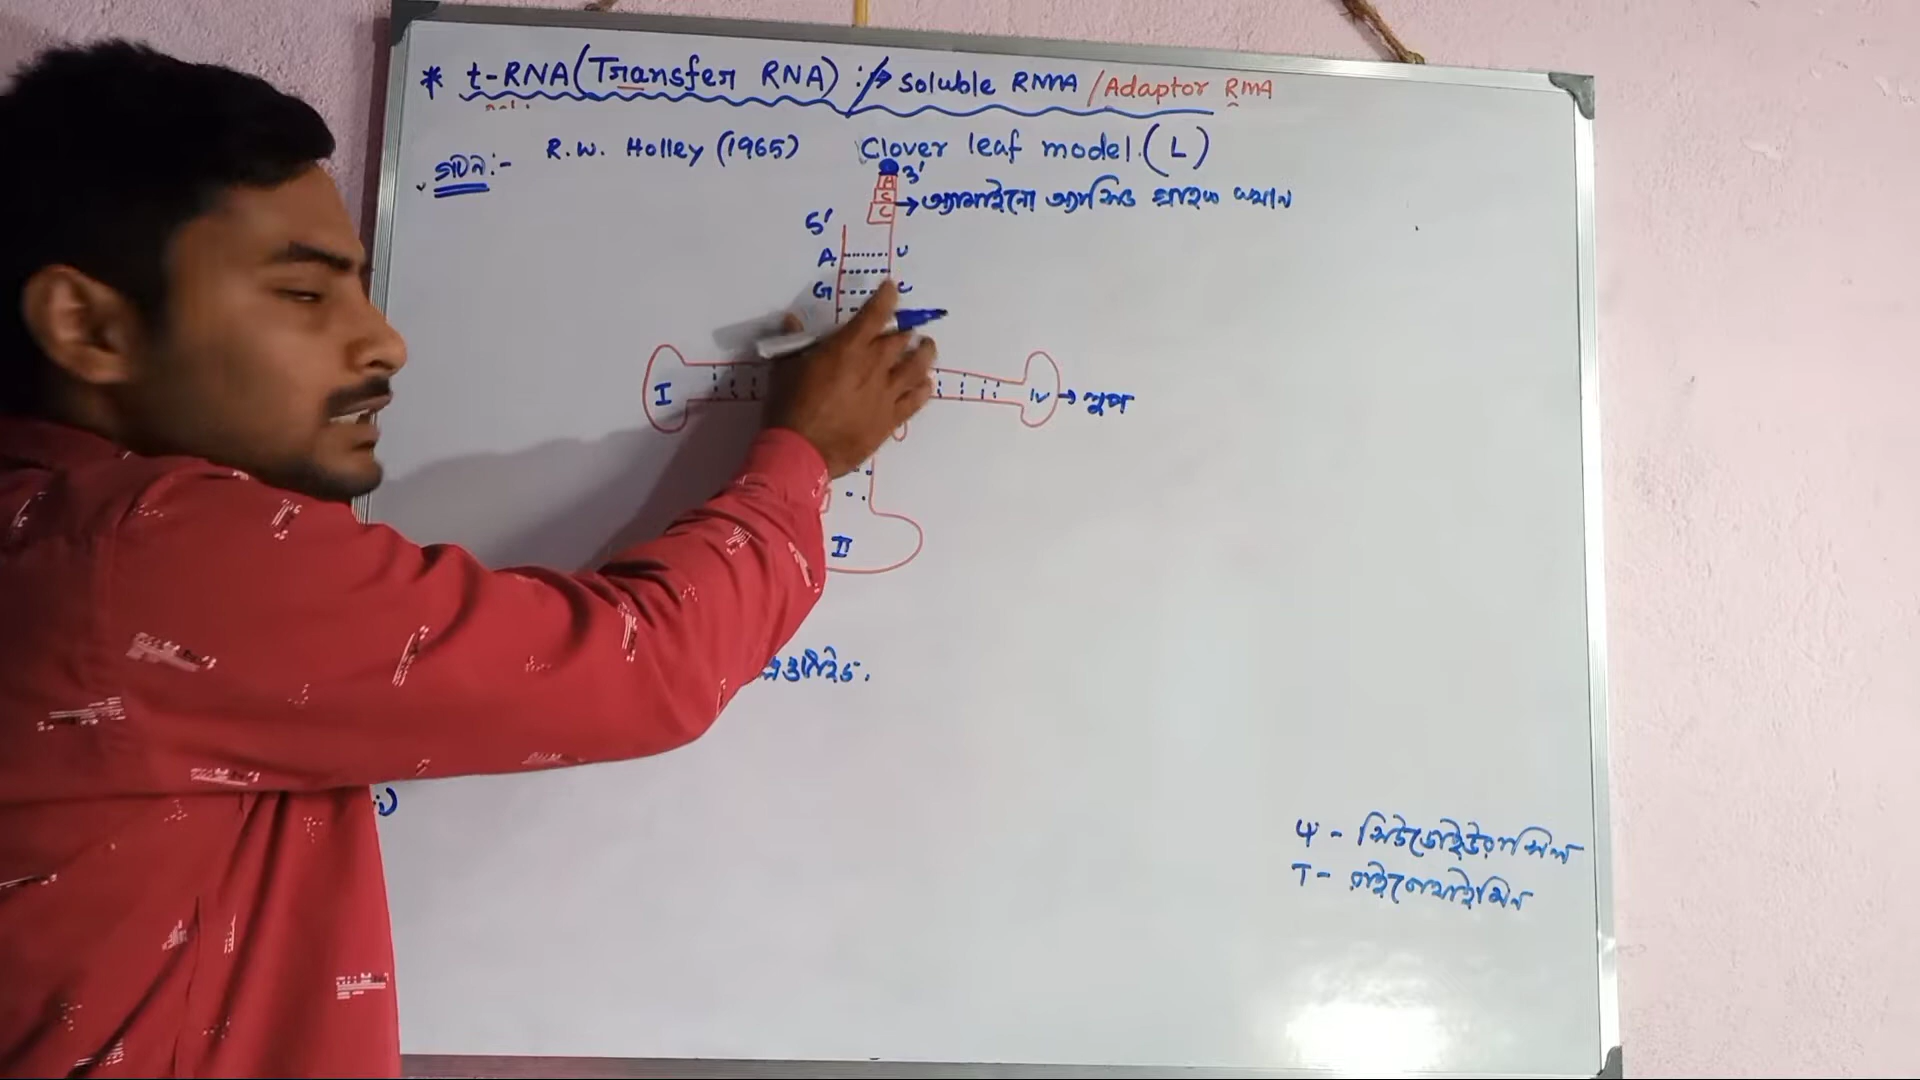 * t-RNA (Transfer RNA) :→ Soluble RNA / Adaptor RNA
গঠন:- R.W. Holley (1965) Clover leaf model. (L)
3'
A
C → অ্যামাইনো অ্যাসিড গ্রাহক স্থান
C
5'
A U
G C
I IV → লুপ
II
i)
Ψ - সিউডোইউরাসিল
T - রাইবোথাইমিন